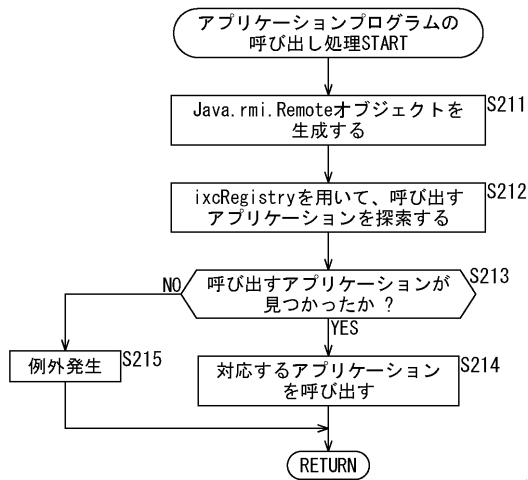 アプリケーションプログラムの
呼び出し処理START
Java.rmi.Remoteオブジェクトを
生成する
S211
ixcRegistryを用いて、呼び出す
アプリケーションを探索する
S212
呼び出すアプリケーションが
見つかったか ?
S213
NO
YES
例外発生
S215
対応するアプリケーション
を呼び出す
S214
RETURN